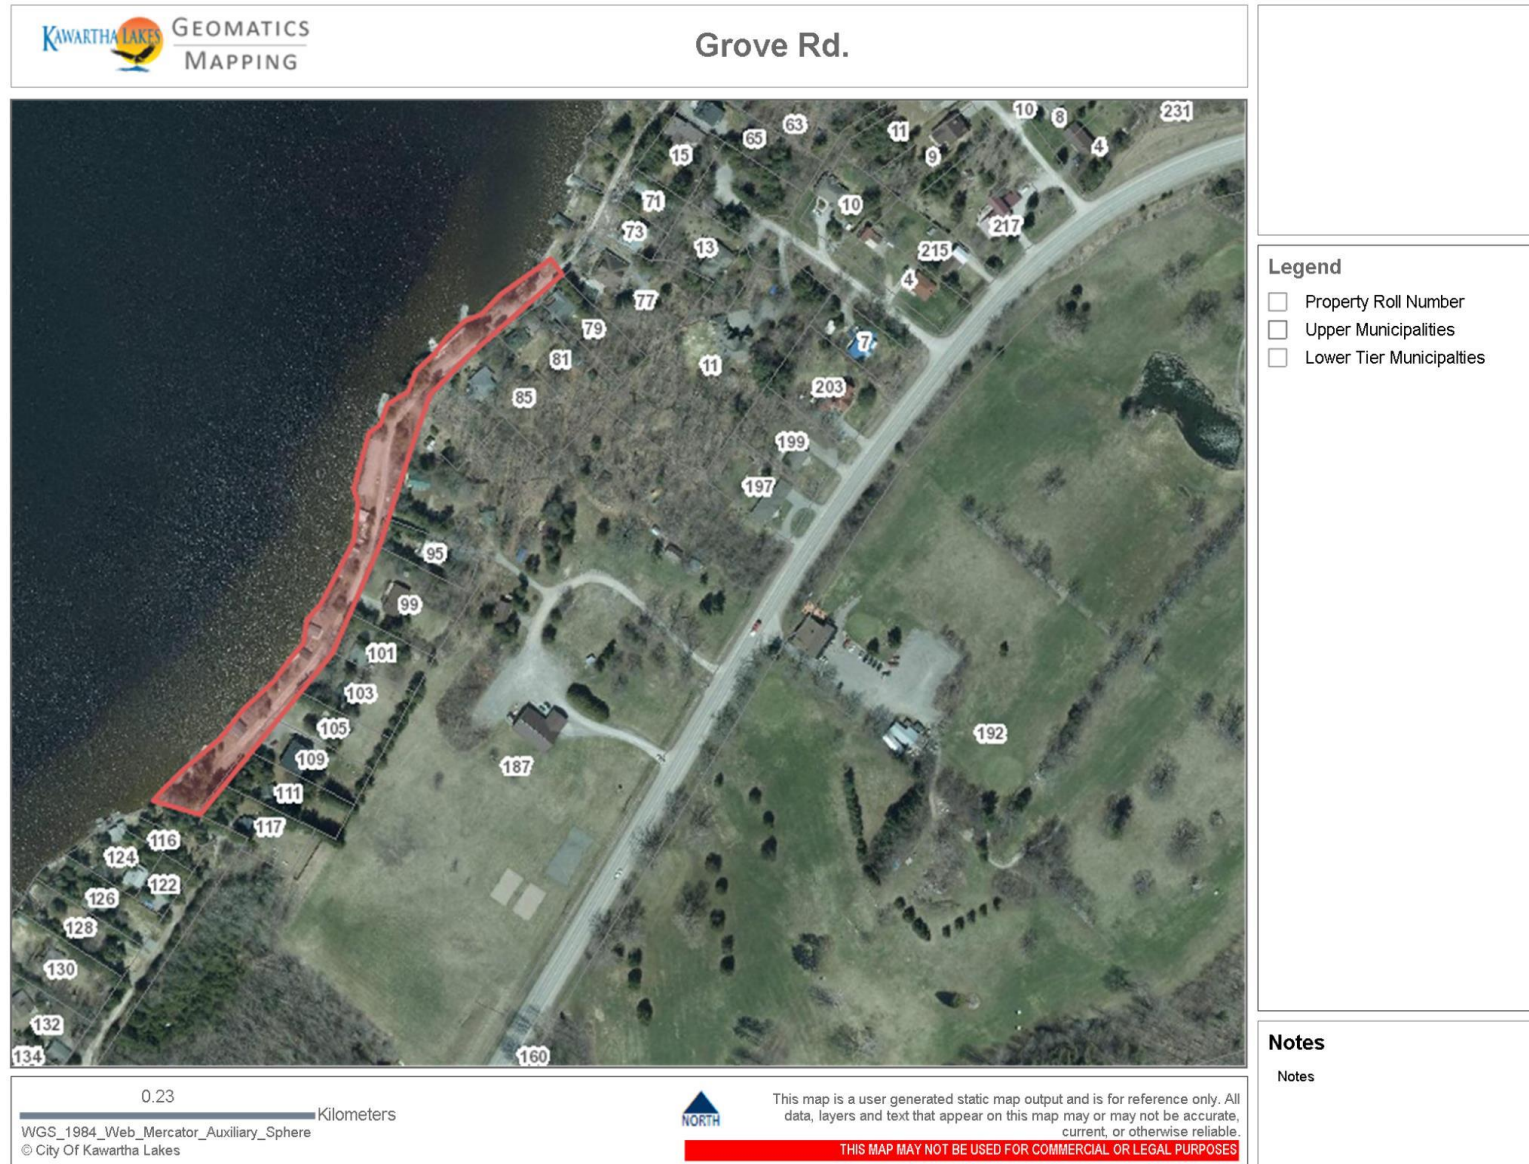 KAWARTHA LAKES
GEOMATICS
MAPPING
Grove Rd.
10
8
231
63
11
65
4
15
9
71
10
73
13
217
215
77
4
79
7
81
11
85
203
199
197
95
99
101
103
105
109
187
192
111
117
116
124
122
126
128
130
132
134
160
Legend
Property Roll Number
Upper Municipalities
Lower Tier Municipalties
Notes
Notes
0.23
Kilometers
WGS_1984_Web_Mercator_Auxiliary_Sphere
© City Of Kawartha Lakes
NORTH
This map is a user generated static map output and is for reference only. All
data, layers and text that appear on this map may or may not be accurate,
current, or otherwise reliable.
THIS MAP MAY NOT BE USED FOR COMMERCIAL OR LEGAL PURPOSES